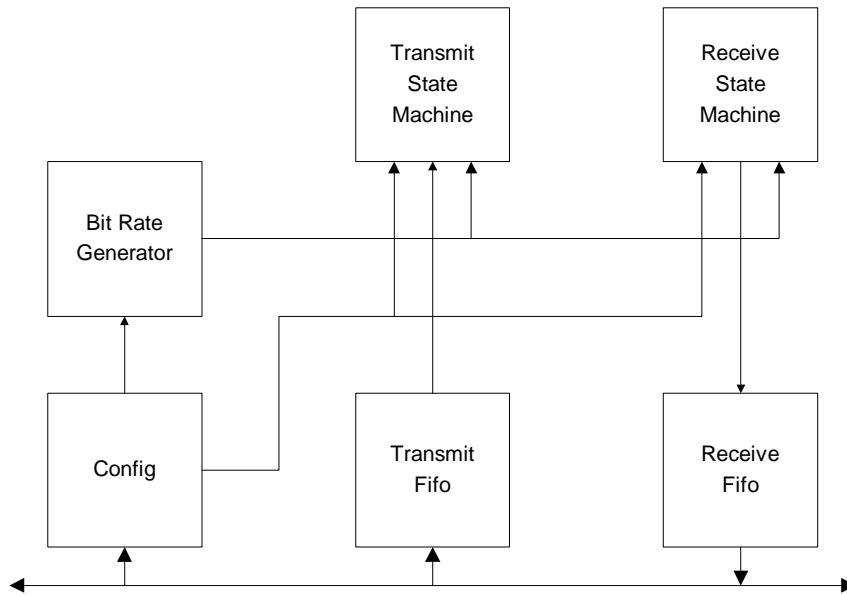 Transmit
State
Machine
Receive
State
Machine
Bit Rate
Generator
Config
Transmit
Fifo
Receive
Fifo